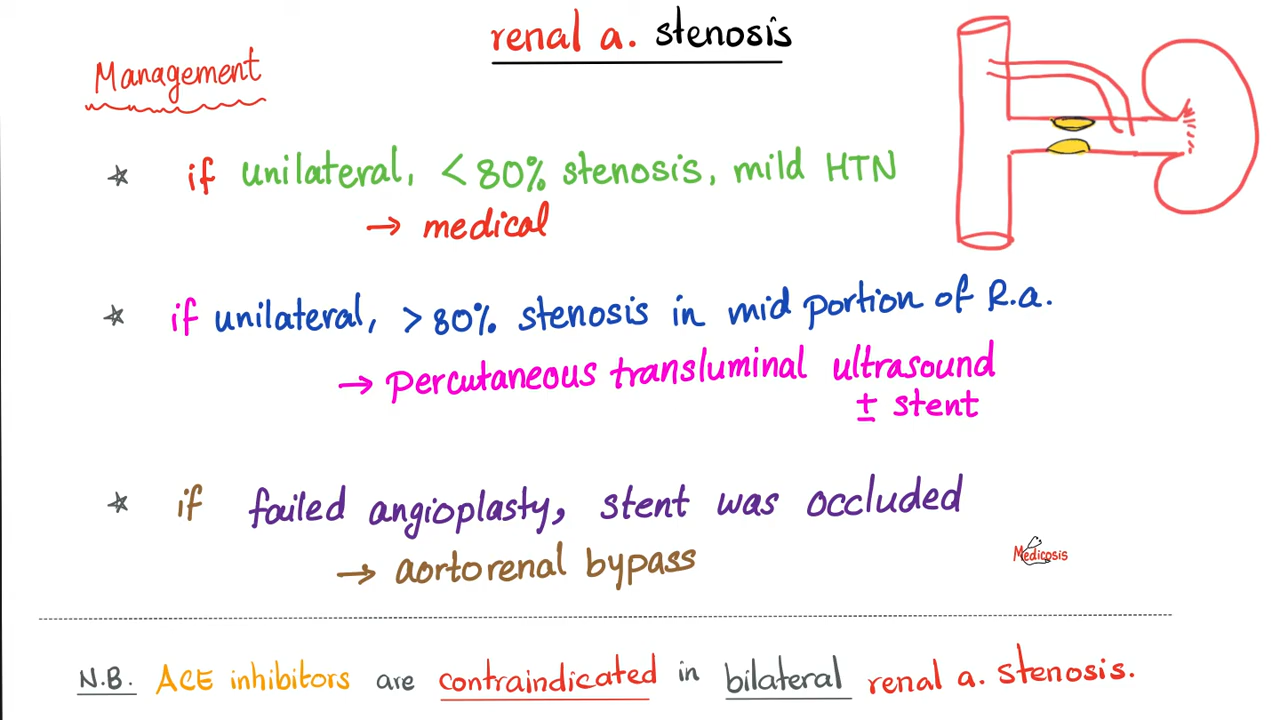 renal a. stenosis
Management
☆ if unilateral, < 80% stenosis, mild HTN
→ medical
☆ if unilateral, > 80% stenosis in mid portion of R.a.
→ percutaneous transluminal ultrasound
± stent
☆ if failed angioplasty, stent was occluded
→ aortorenal bypass
Medicosis
N.B. ACE inhibitors are contraindicated in bilateral renal a. stenosis.